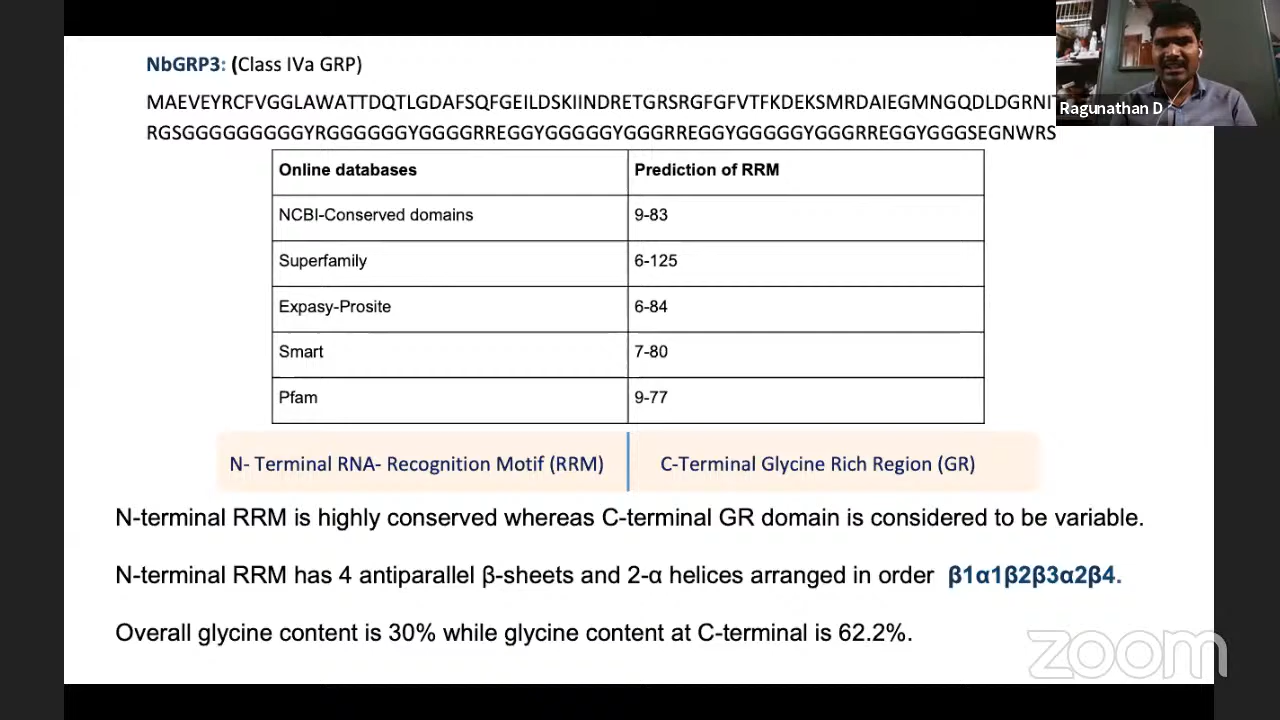 NbGRP3: (Class IVa GRP)
MAEVEYRCFVGGLAWATTDQTLGDAFSQFGEILDSKIINDRETGRSRGFGFVTFKDEKSMRDAIEGMNGQDLDGRNIT
RGSGGGGGGGGGYRGGGGGGYGGGGRREGGYGGGGGYGGGRREGGYGGGGGYGGGRREGGYGGGSEGNWRS
Online databases Prediction of RRM
NCBI-Conserved domains 9-83
Superfamily 6-125
Expasy-Prosite 6-84
Smart 7-80
Pfam 9-77
N- Terminal RNA- Recognition Motif (RRM) C-Terminal Glycine Rich Region (GR)
N-terminal RRM is highly conserved whereas C-terminal GR domain is considered to be variable.
N-terminal RRM has 4 antiparallel β-sheets and 2-α helices arranged in order β1α1β2β3α2β4.
Overall glycine content is 30% while glycine content at C-terminal is 62.2%.
Ragunathan D
zoom